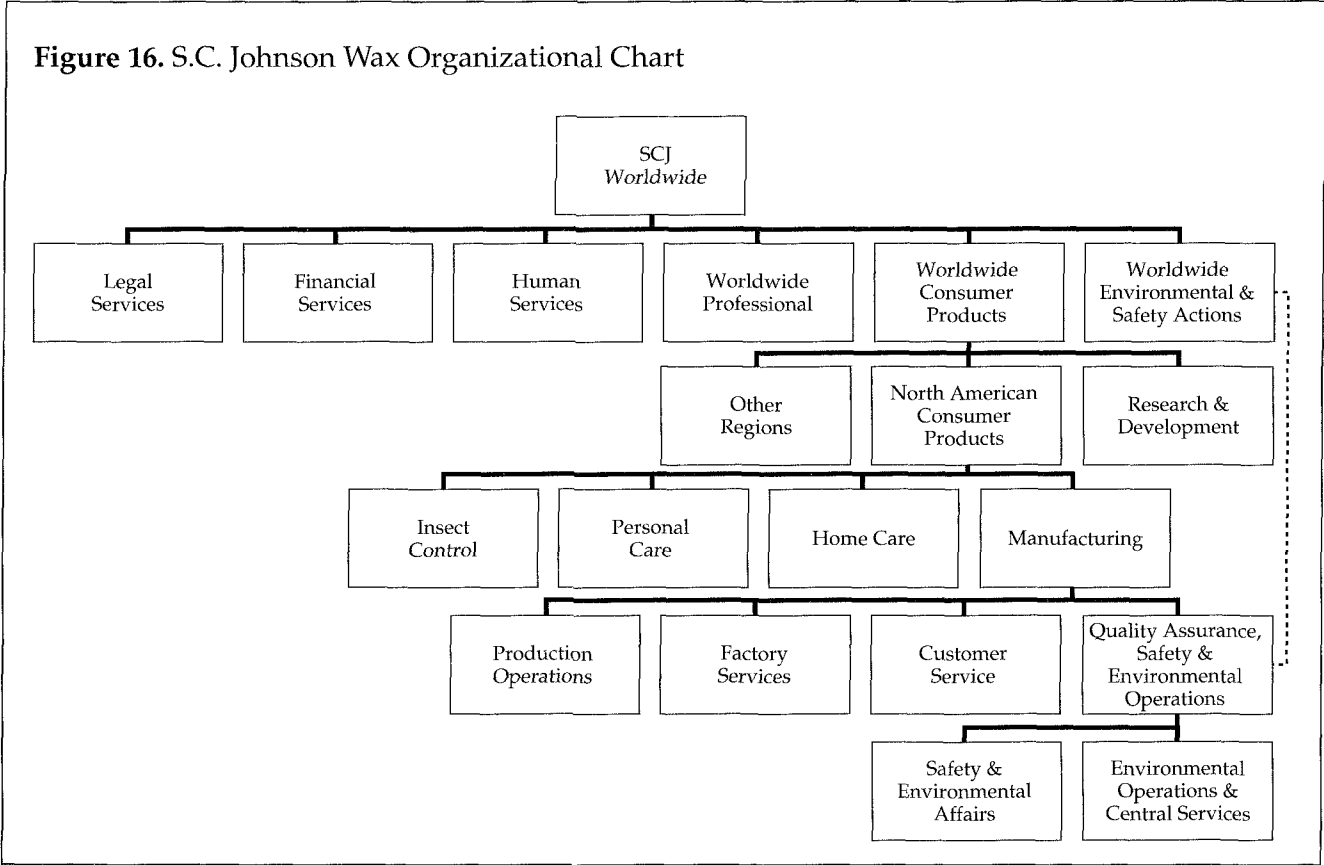 Figure 16. S.C. Johnson Wax Organizational Chart
SCJ
Worldwide
Legal
Services
Financial
Services
Human
Services
Worldwide
Professional
Worldwide
Consumer
Products
Worldwide
Environmental &
Safety Actions
Other
Regions
North American
Consumer
Products
Research &
Development
Insect
Control
Personal
Care
Home Care
Manufacturing
Production
Operations
Factory
Services
Customer
Service
Quality Assurance,
Safety &
Environmental
Operations
Safety &
Environmental
Affairs
Environmental
Operations &
Central Services